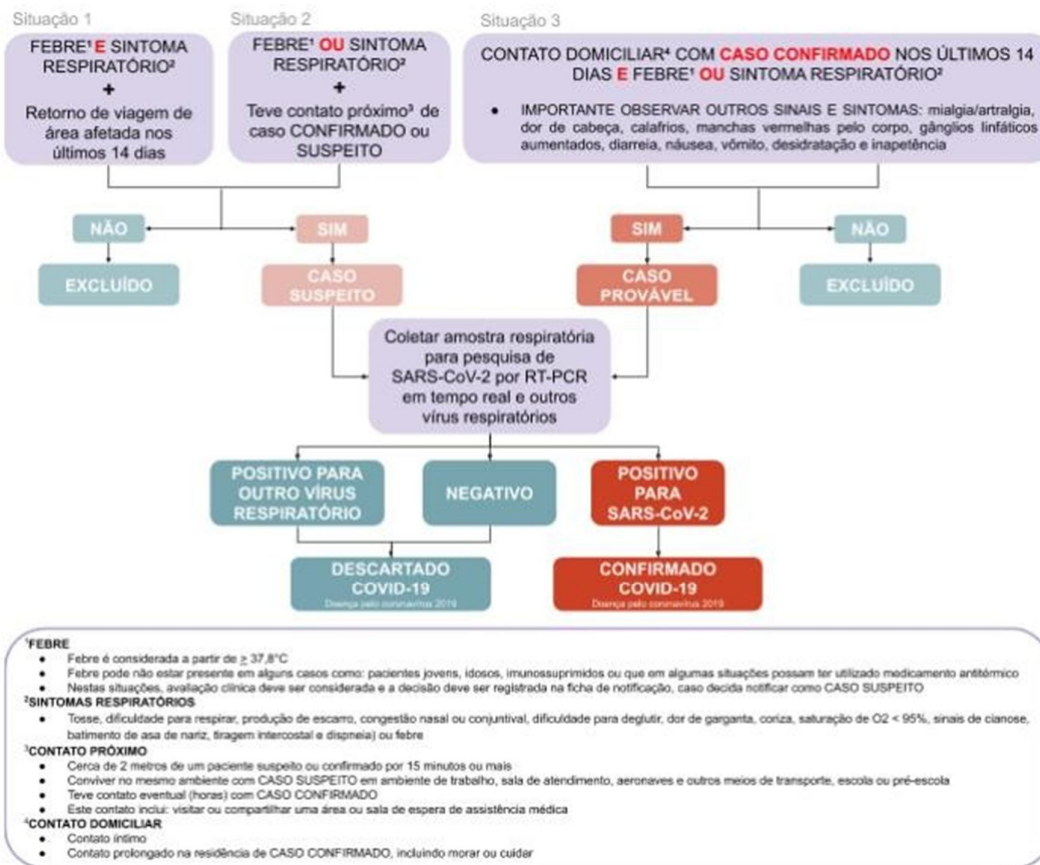 Situação 1
Situação 2
Situação 3
FEBRE¹ E SINTOMA
RESPIRATÓRIO²
+
Retorno de viagem de
área afetada nos
últimos 14 dias
FEBRE¹ OU SINTOMA
RESPIRATÓRIO²
+
Teve contato próximo³ de
caso CONFIRMADO ou
SUSPEITO
CONTATO DOMICILIAR⁴ COM CASO CONFIRMADO NOS ÚLTIMOS 14
DIAS E FEBRE¹ OU SINTOMA RESPIRATÓRIO²
● IMPORTANTE OBSERVAR OUTROS SINAIS E SINTOMAS: mialgia/artralgia,
dor de cabeça, calafrios, manchas vermelhas pelo corpo, gânglios linfáticos
aumentados, diarreia, náusea, vômito, desidratação e inapetência
NÃO
SIM
SIM
NÃO
EXCLUÍDO
CASO
SUSPEITO
CASO
PROVÁVEL
EXCLUÍDO
Coletar amostra respiratória
para pesquisa de
SARS-CoV-2 por RT-PCR
em tempo real e outros
vírus respiratórios
POSITIVO PARA
OUTRO VÍRUS
RESPIRATÓRIO
NEGATIVO
POSITIVO
PARA
SARS-CoV-2
DESCARTADO
COVID-19
Doença pelo coronavírus 2019
CONFIRMADO
COVID-19
Doença pelo coronavírus 2019
¹FEBRE
● Febre é considerada a partir de ≥ 37,8°C
● Febre pode não estar presente em alguns casos como: pacientes jovens, idosos, imunossuprimidos ou que em algumas situações possam ter utilizado medicamento antitérmico
● Nestas situações, avaliação clínica deve ser considerada e a decisão deve ser registrada na ficha de notificação, caso decida notificar como CASO SUSPEITO
²SINTOMAS RESPIRATÓRIOS
● Tosse, dificuldade para respirar, produção de escarro, congestão nasal ou conjuntival, dificuldade para deglutir, dor de garganta, coriza, saturação de O2 < 95%, sinais de cianose,
batimento de asa de nariz, tiragem intercostal e dispneia) ou febre
³CONTATO PRÓXIMO
● Cerca de 2 metros de um paciente suspeito ou confirmado por 15 minutos ou mais
● Conviver no mesmo ambiente com CASO SUSPEITO em ambiente de trabalho, sala de atendimento, aeronaves e outros meios de transporte, escola ou pré-escola
● Teve contato eventual (horas) com CASO CONFIRMADO
● Este contato inclui: visitar ou compartilhar uma área ou sala de espera de assistência médica
⁴CONTATO DOMICILIAR
● Contato íntimo
● Contato prolongado na residência de CASO CONFIRMADO, incluindo morar ou cuidar